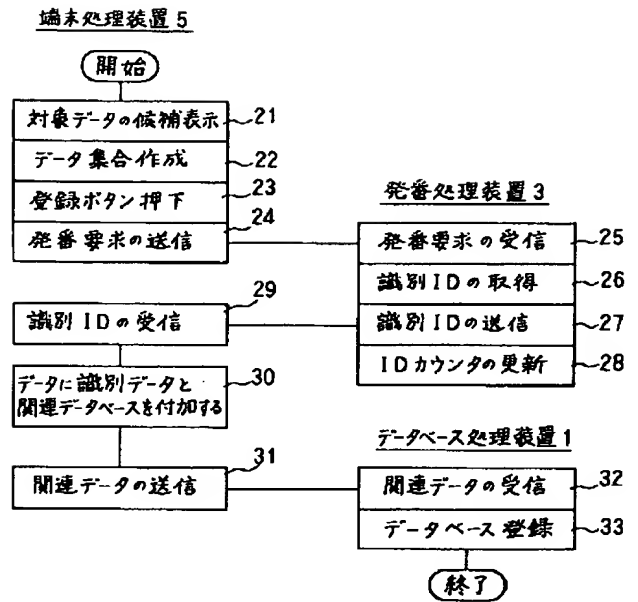 端末処理装置5
開始
対象データの候補表示
21
データ集合作成
22
登録ボタン押下
23
発番要求の送信
24
発番処理装置3
発番要求の受信
25
識別IDの取得
26
識別IDの送信
27
IDカウンタの更新
28
識別IDの受信
29
データに識別データと
関連データベースを付加する
30
関連データの送信
31
データベース処理装置1
関連データの受信
32
データベース登録
33
終了